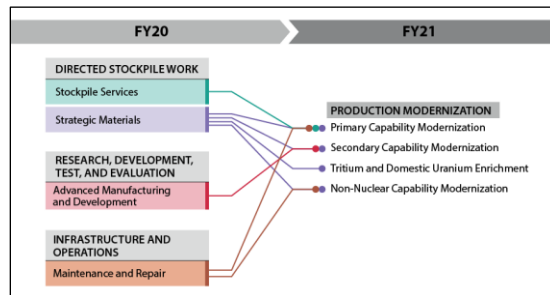 FY20
FY21
DIRECTED STOCKPILE WORK
Stockpile Services
Strategic Materials
RESEARCH, DEVELOPMENT,
TEST, AND EVALUATION
Advanced Manufacturing
and Development
INFRASTRUCTURE AND
OPERATIONS
Maintenance and Repair
PRODUCTION MODERNIZATION
Primary Capability Modernization
Secondary Capability Modernization
Tritium and Domestic Uranium Enrichment
Non-Nuclear Capability Modernization